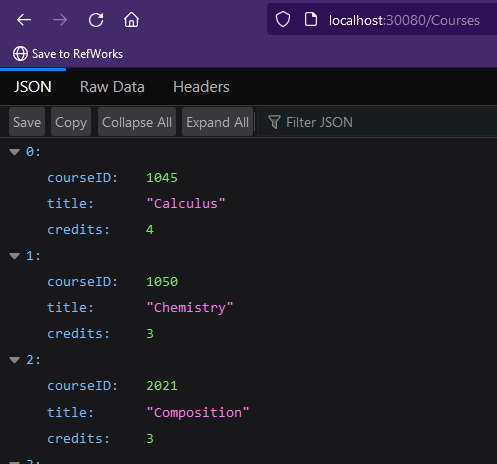 localhost:30080/Courses
Save to RefWorks
JSON Raw Data Headers
Save Copy Collapse All Expand All Filter JSON
0:
courseID: 1045
title: "Calculus"
credits: 4
1:
courseID: 1050
title: "Chemistry"
credits: 3
2:
courseID: 2021
title: "Composition"
credits: 3